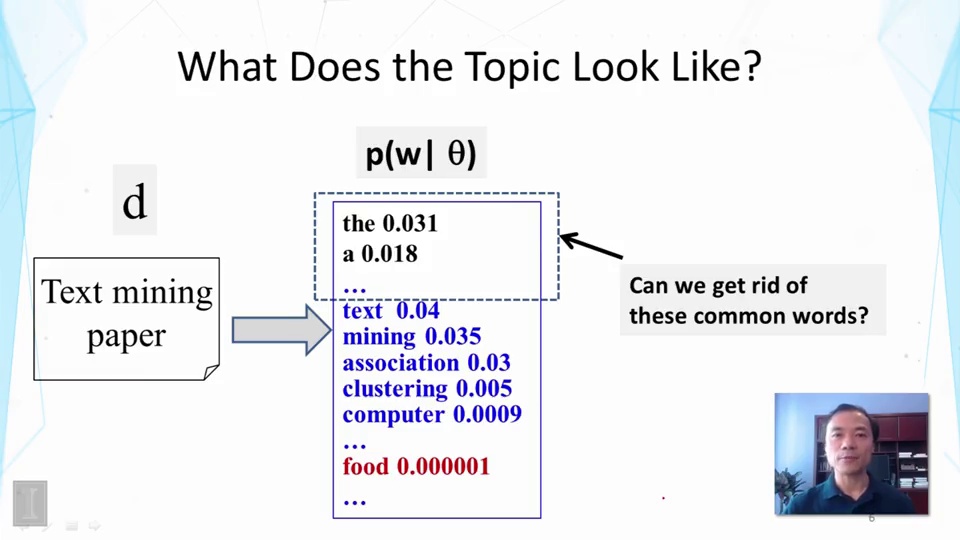 What Does the Topic Look Like?
p(w| θ)
d
Text mining
paper
the 0.031
a 0.018
...
text 0.04
mining 0.035
association 0.03
clustering 0.005
computer 0.0009
...
food 0.000001
...
Can we get rid of
these common words?
I
6